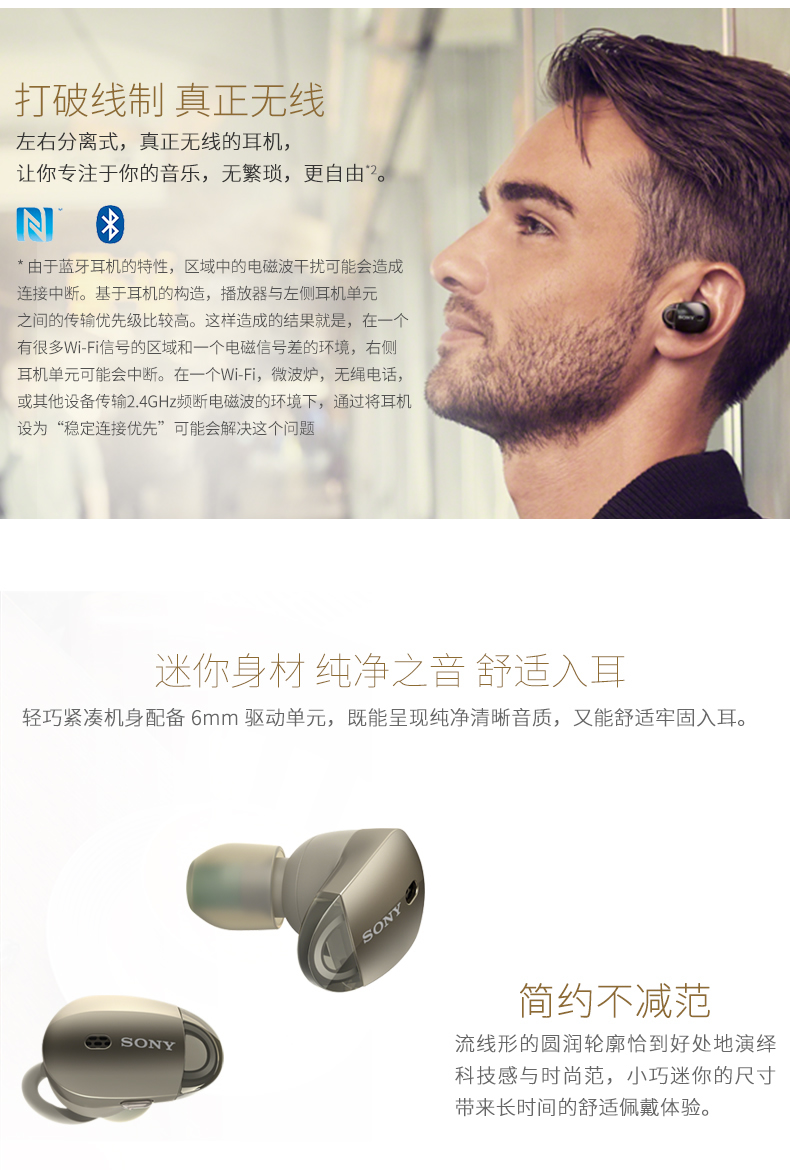 打破线制 真正无线
左右分离式，真正无线的耳机，
让你专注于你的音乐，无繁琐，更自由*2。
* 由于蓝牙耳机的特性，区域中的电磁波干扰可能会造成
连接中断。基于耳机的构造，播放器与左侧耳机单元
之间的传输优先级比较高。这样造成的结果就是，在一个
有很多Wi-Fi信号的区域和一个电磁信号差的环境，右侧
耳机单元可能会中断。在一个Wi-Fi，微波炉，无绳电话，
或其他设备传输2.4GHz频断电磁波的环境下，通过将耳机
设为“稳定连接优先”可能会解决这个问题
SONY
迷你身材 纯净之音 舒适入耳
轻巧紧凑机身配备 6mm 驱动单元，既能呈现纯净清晰音质，又能舒适牢固入耳。
SONY
SONY
简约不减范
流线形的圆润轮廓恰到好处地演绎
科技感与时尚范，小巧迷你的尺寸
带来长时间的舒适佩戴体验。